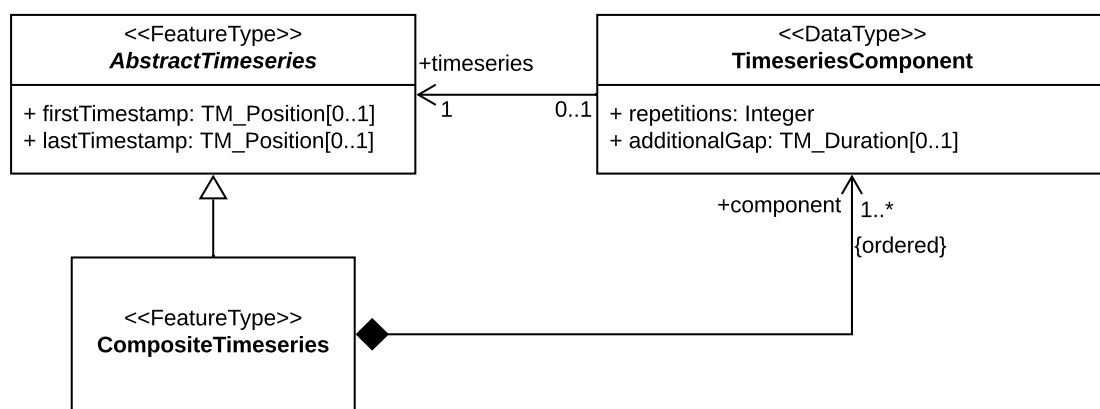 <<FeatureType>>
AbstractTimeseries
+ firstTimestamp: TM_Position[0..1]
+ lastTimestamp: TM_Position[0..1]
+timeseries
1
0..1
<<DataType>>
TimeseriesComponent
+ repetitions: Integer
+ additionalGap: TM_Duration[0..1]
+component
1..*
{ordered}
<<FeatureType>>
CompositeTimeseries